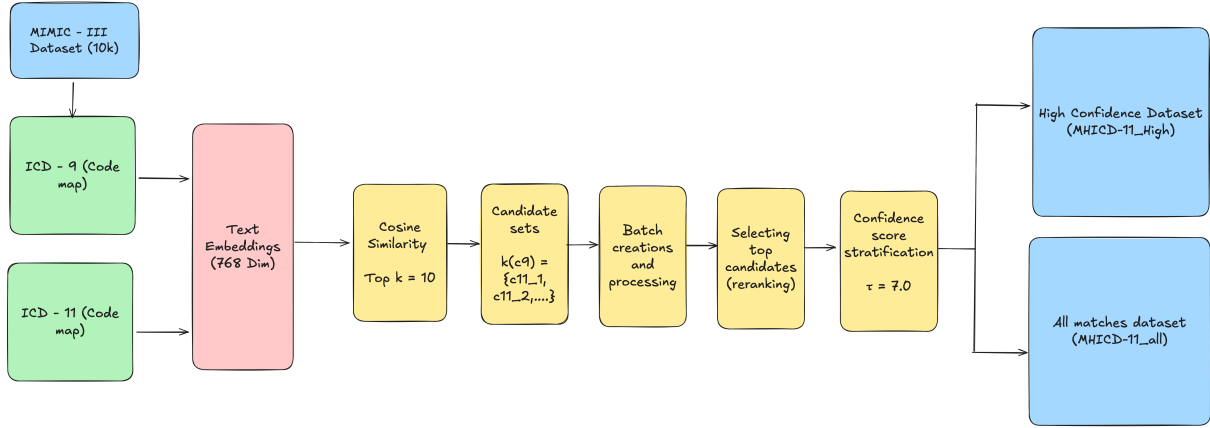 MIMIC - III
Dataset (10k)
ICD - 9 (Code
map)
ICD - 11 (Code
map)
Text
Embeddings
(768 Dim)
Cosine
Similarity
Top k = 10
Candidate
sets
k(c9) =
{c11_1,
c11_2,....}
Batch
creations
and
processing
Selecting
top
candidates
(reranking)
Confidence
score
stratification
τ = 7.0
High Confidence Dataset
(MHICD-11_High)
All matches dataset
(MHICD-11_all)